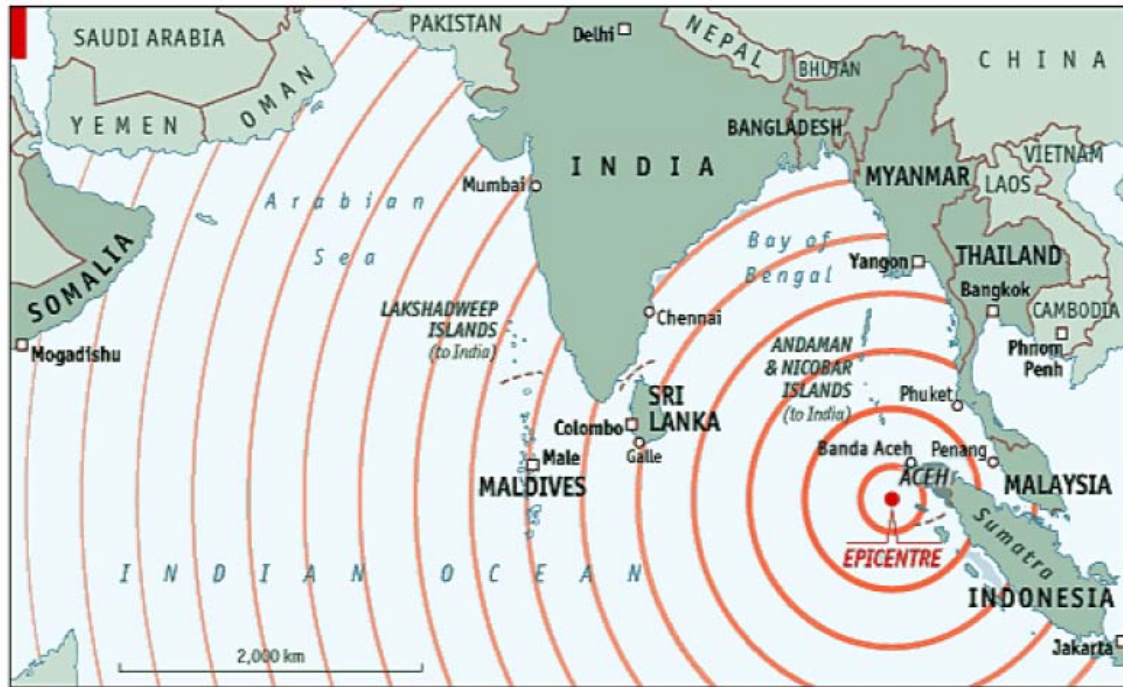 SAUDI ARABIA
PAKISTAN
Delhi
NEPAL
BHUTAN
CHINA
YEMEN
OMAN
BANGLADESH
INDIA
MYANMAR
VIETNAM
LAOS
Mumbai
Arabian
Sea
Bay of
Bengal
Yangon
THAILAND
Bangkok
SOMALIA
LAKSHADWEEP
ISLANDS
(to India)
Chennai
CAMBODIA
Phnom
Penh
Mogadishu
ANDAMAN
& NICOBAR
ISLANDS
(to India)
Phuket
SRI
LANKA
Colombo
Galle
Banda Aceh
Penang
Male
MALDIVES
ACEH
MALAYSIA
EPICENTRE
Sumatra
INDIAN OCEAN
INDONESIA
2,000 km
Jakarta